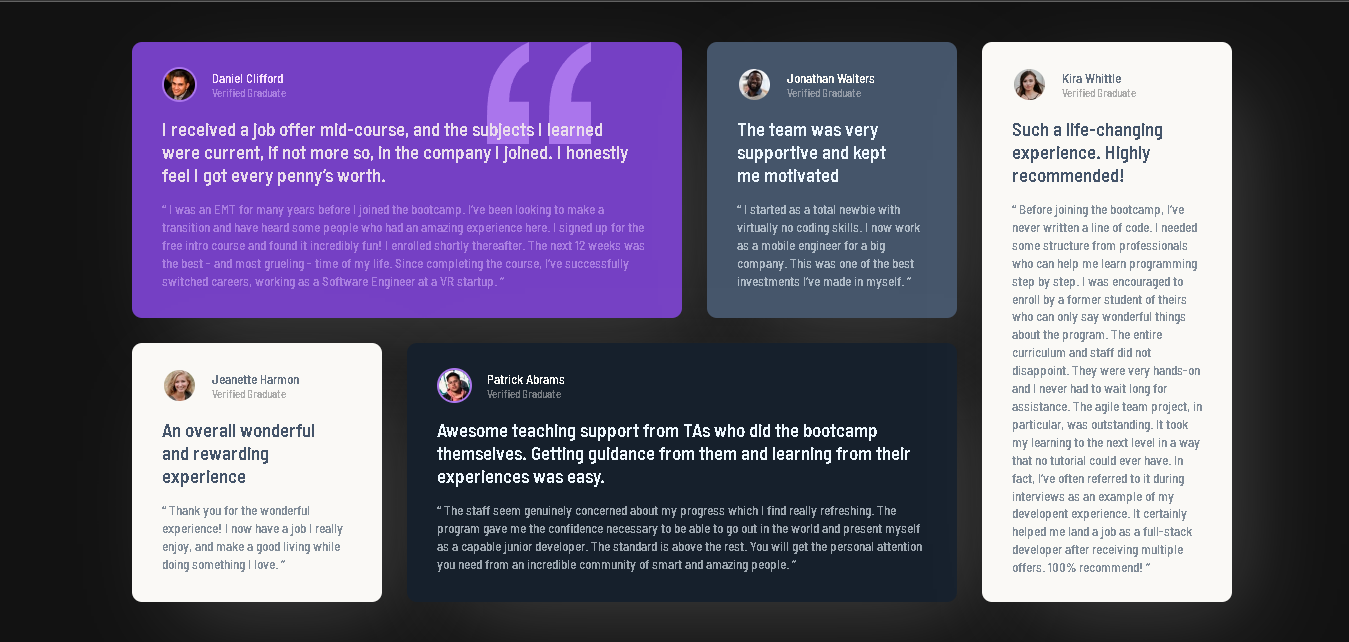 Daniel Clifford
Verified Graduate
I received a job offer mid-course, and the subjects I learned
were current, if not more so, in the company I joined. I honestly
feel I got every penny’s worth.
“ I was an EMT for many years before I joined the bootcamp. I’ve been looking to make a
transition and have heard some people who had an amazing experience here. I signed up for the
free intro course and found it incredibly fun! I enrolled shortly thereafter. The next 12 weeks was
the best - and most grueling - time of my life. Since completing the course, I’ve successfully
switched careers, working as a Software Engineer at a VR startup. ”
Jonathan Walters
Verified Graduate
The team was very
supportive and kept
me motivated
“ I started as a total newbie with
virtually no coding skills. I now work
as a mobile engineer for a big
company. This was one of the best
investments I’ve made in myself. ”
Kira Whittle
Verified Graduate
Such a life-changing
experience. Highly
recommended!
“ Before joining the bootcamp, I’ve
never written a line of code. I needed
some structure from professionals
who can help me learn programming
step by step. I was encouraged to
enroll by a former student of theirs
who can only say wonderful things
about the program. The entire
curriculum and staff did not
disappoint. They were very hands-on
and I never had to wait long for
assistance. The agile team project, in
particular, was outstanding. It took
my learning to the next level in a way
that no tutorial could ever have. In
fact, I’ve often referred to it during
interviews as an example of my
developent experience. It certainly
helped me land a job as a full-stack
developer after receiving multiple
offers. 100% recommend! ”
Jeanette Harmon
Verified Graduate
An overall wonderful
and rewarding
experience
“ Thank you for the wonderful
experience! I now have a job I really
enjoy, and make a good living while
doing something I love. ”
Patrick Abrams
Verified Graduate
Awesome teaching support from TAs who did the bootcamp
themselves. Getting guidance from them and learning from their
experiences was easy.
“ The staff seem genuinely concerned about my progress which I find really refreshing. The
program gave me the confidence necessary to be able to go out in the world and present myself
as a capable junior developer. The standard is above the rest. You will get the personal attention
you need from an incredible community of smart and amazing people. ”